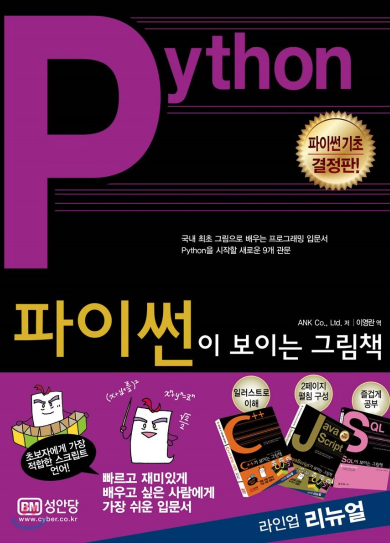 Python
파이썬 기초
결정판!
국내 최초 그림으로 배우는 프로그래밍 입문서
Python을 시작할 새로운 9개 관문
ANK Co., Ltd. 저 | 이영란 역
파이썬이 보이는 그림책
일러스트로
이해
2페이지
펼침 구성
즐겁게
공부
C++
Java
Script
SQL
초보자에게 가장
적합한 스크립트
언어!
빠르고 재미있게
배우고 싶은 사람에게
가장 쉬운 입문서
BM 성안당
www.cyber.co.kr
라인업 리뉴얼